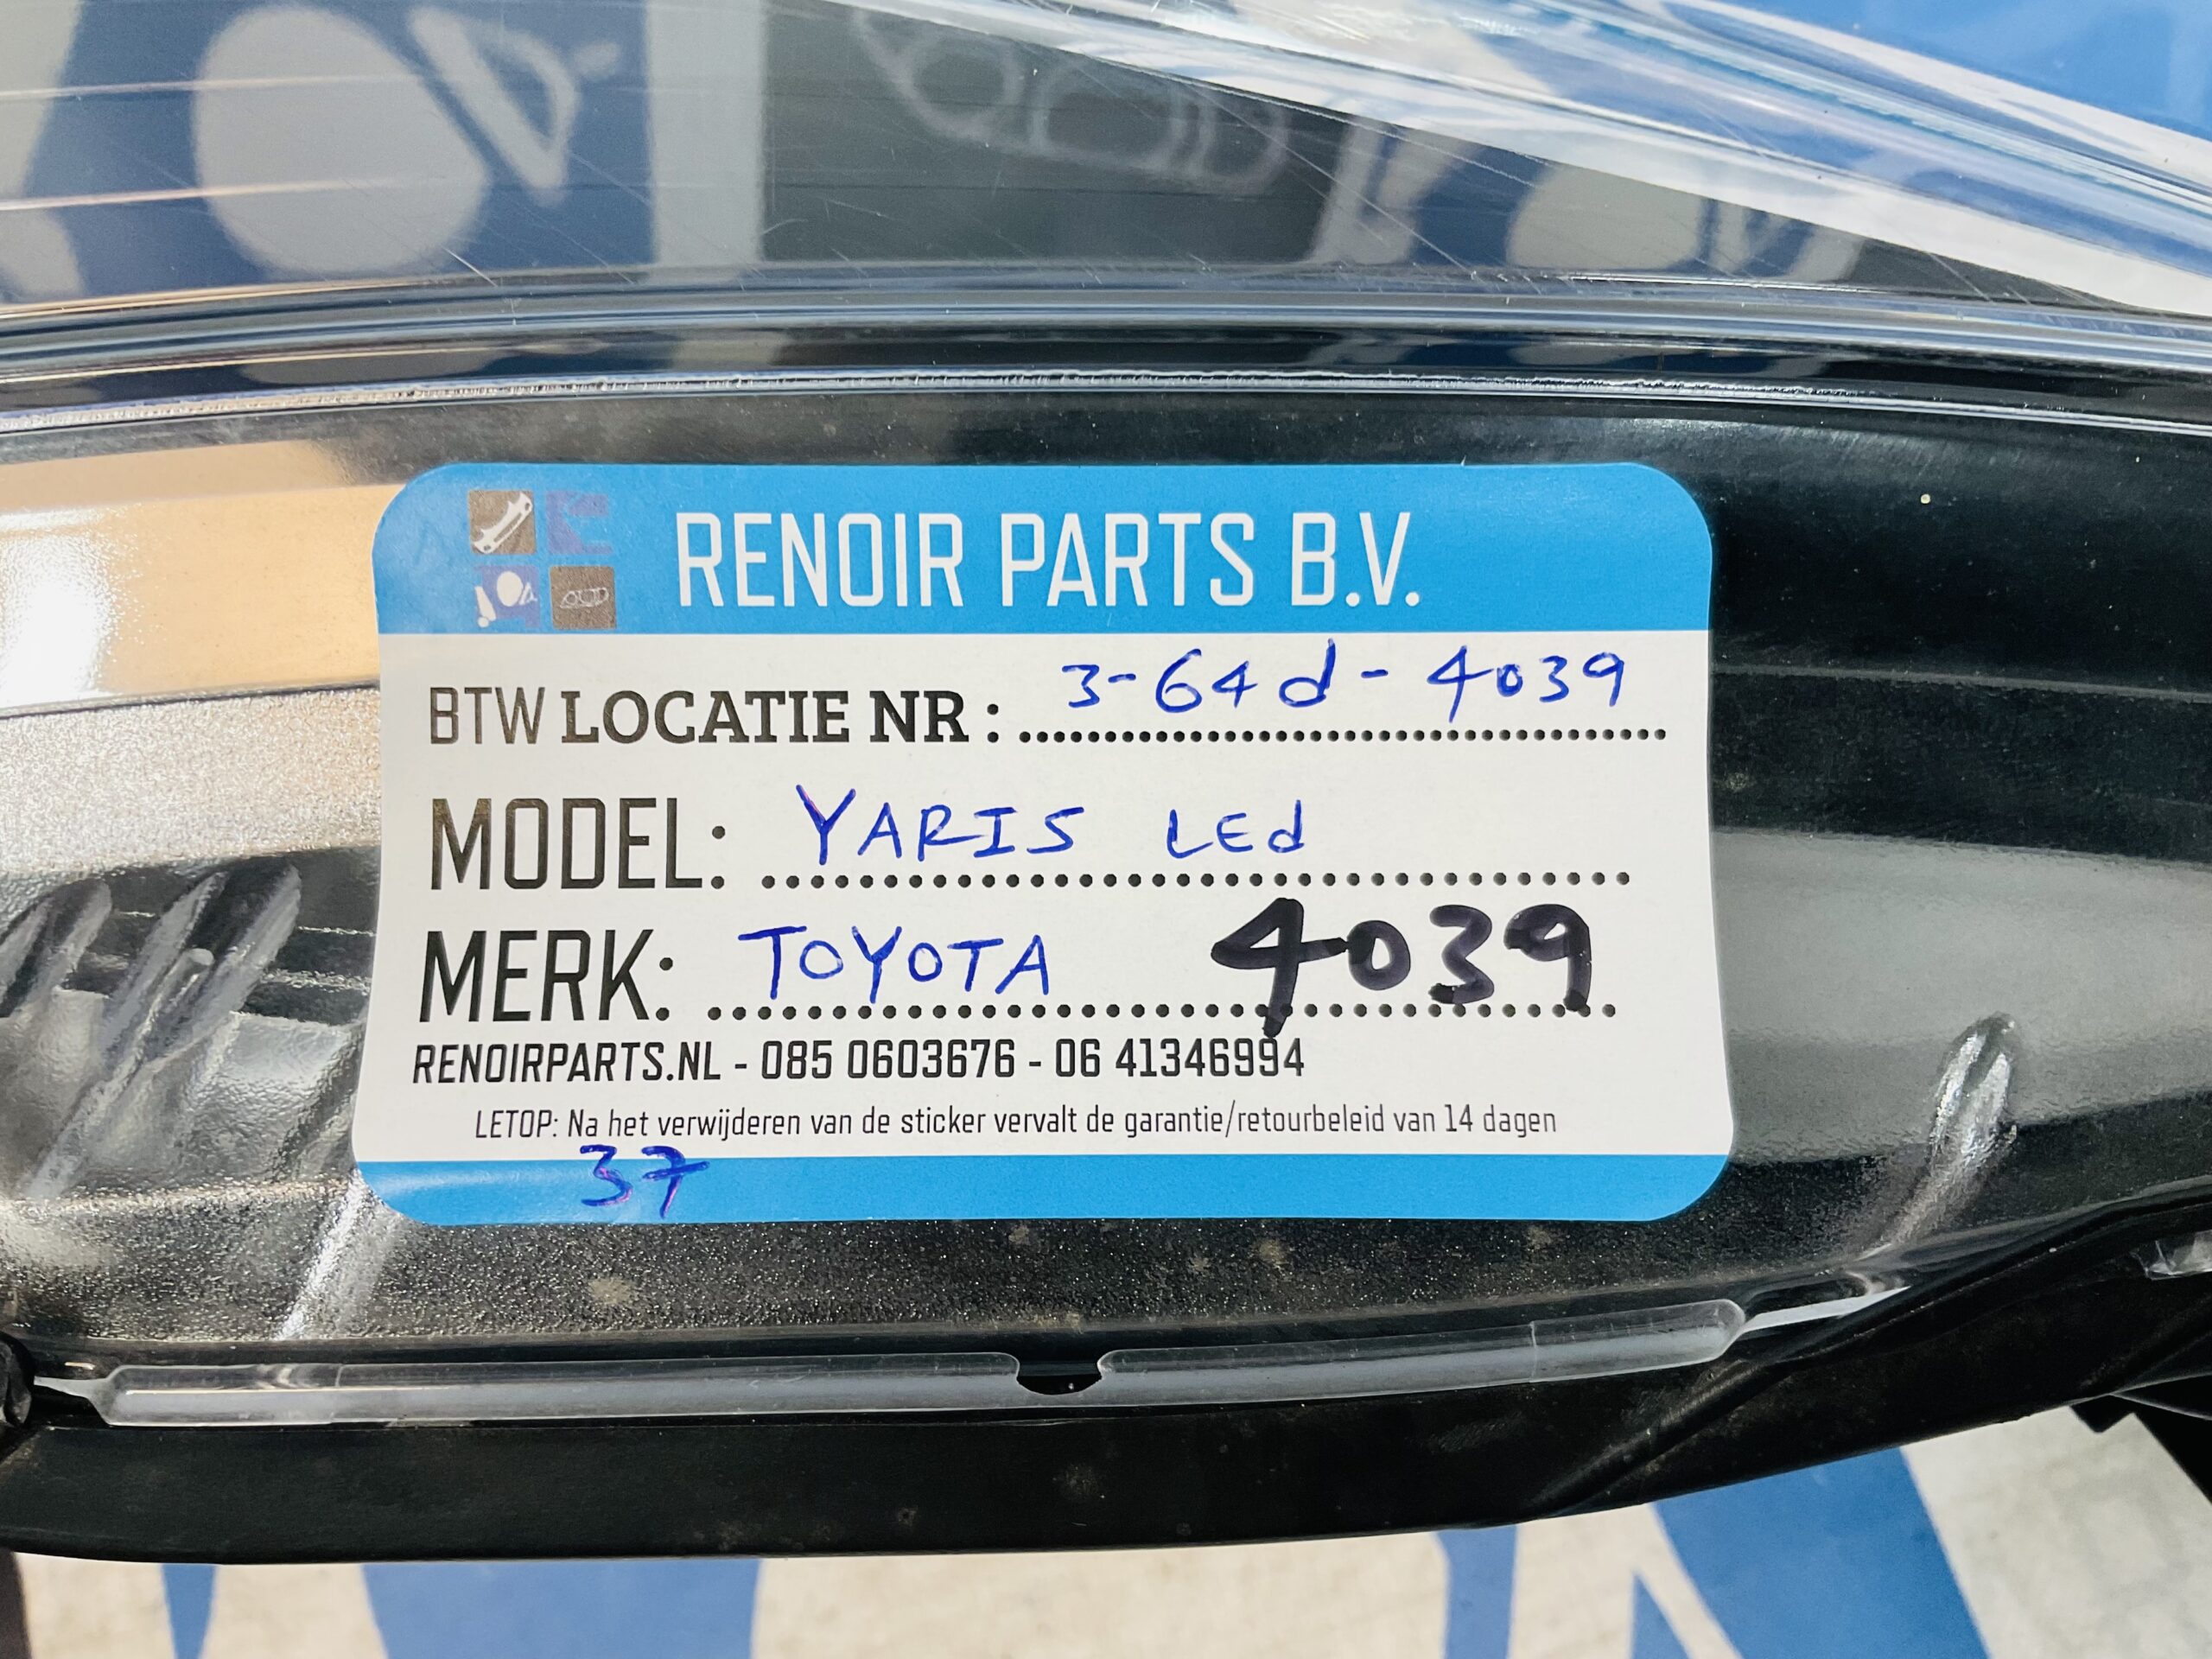 RENOIR PARTS B.V.
BTW LOCATIE NR : 3-64d-4039
MODEL: YARIS LEd
MERK: TOYOTA 4039
RENOIRPARTS.NL - 085 0603676 - 06 41346994
LETOP: Na het verwijderen van de sticker vervalt de garantie/retourbeleid van 14 dagen
37